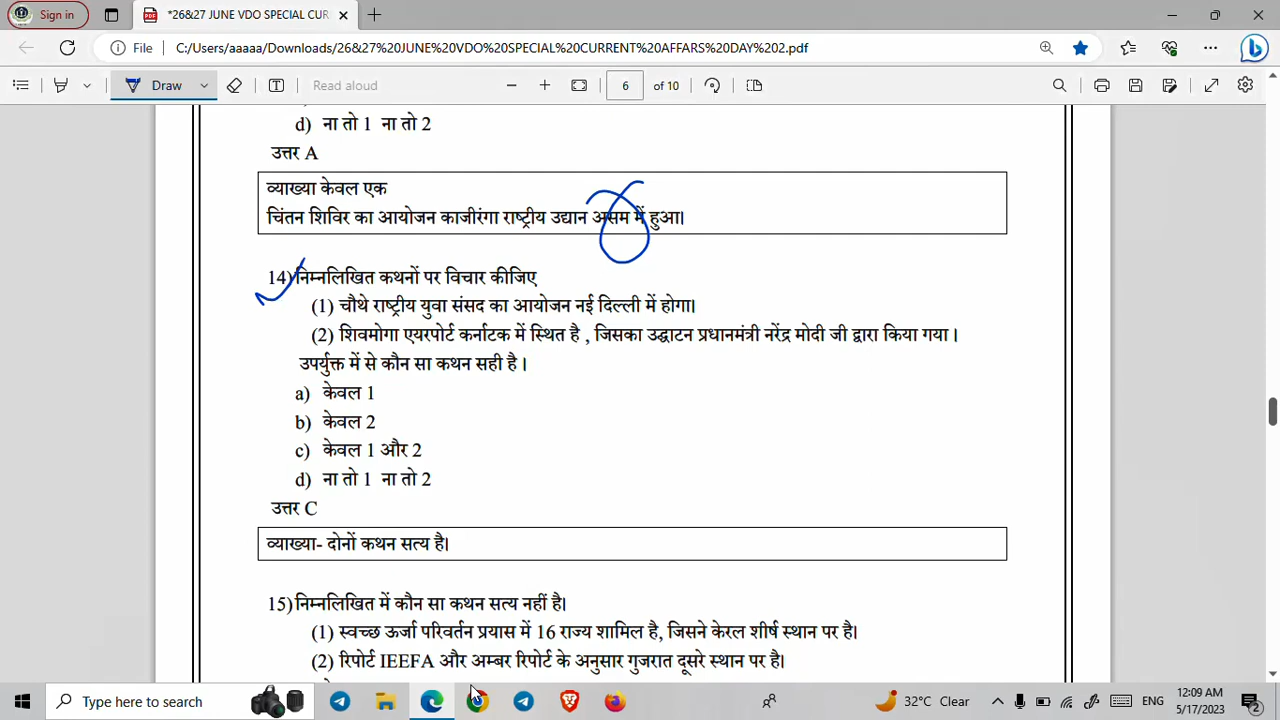 Sign in
*26&27 JUNE VDO SPECIAL CUR
File
C:/Users/aaaaa/Downloads/26&27%20JUNE%20VDO%20SPECIAL%20CURRENT%20AFFARS%20DAY%202.pdf
Draw
Read aloud
6 of 10
d) ना तो 1 ना तो 2
उत्तर A
व्याख्या केवल एक
चिंतन शिविर का आयोजन काजीरंगा राष्ट्रीय उद्यान असम में हुआ।
14) निम्नलिखित कथनों पर विचार कीजिए
(1) चौथे राष्ट्रीय युवा संसद का आयोजन नई दिल्ली में होगा।
(2) शिवमोगा एयरपोर्ट कर्नाटक में स्थित है , जिसका उद्घाटन प्रधानमंत्री नरेंद्र मोदी जी द्वारा किया गया ।
उपर्युक्त में से कौन सा कथन सही है ।
a) केवल 1
b) केवल 2
c) केवल 1 और 2
d) ना तो 1 ना तो 2
उत्तर C
व्याख्या- दोनों कथन सत्य है।
15) निम्नलिखित में कौन सा कथन सत्य नहीं है।
(1) स्वच्छ ऊर्जा परिवर्तन प्रयास में 16 राज्य शामिल है, जिसने केरल शीर्ष स्थान पर है।
(2) रिपोर्ट IEEFA और अम्बर रिपोर्ट के अनुसार गुजरात दूसरे स्थान पर है।
Type here to search
32°C Clear
ENG
12:09 AM
5/17/2023
2